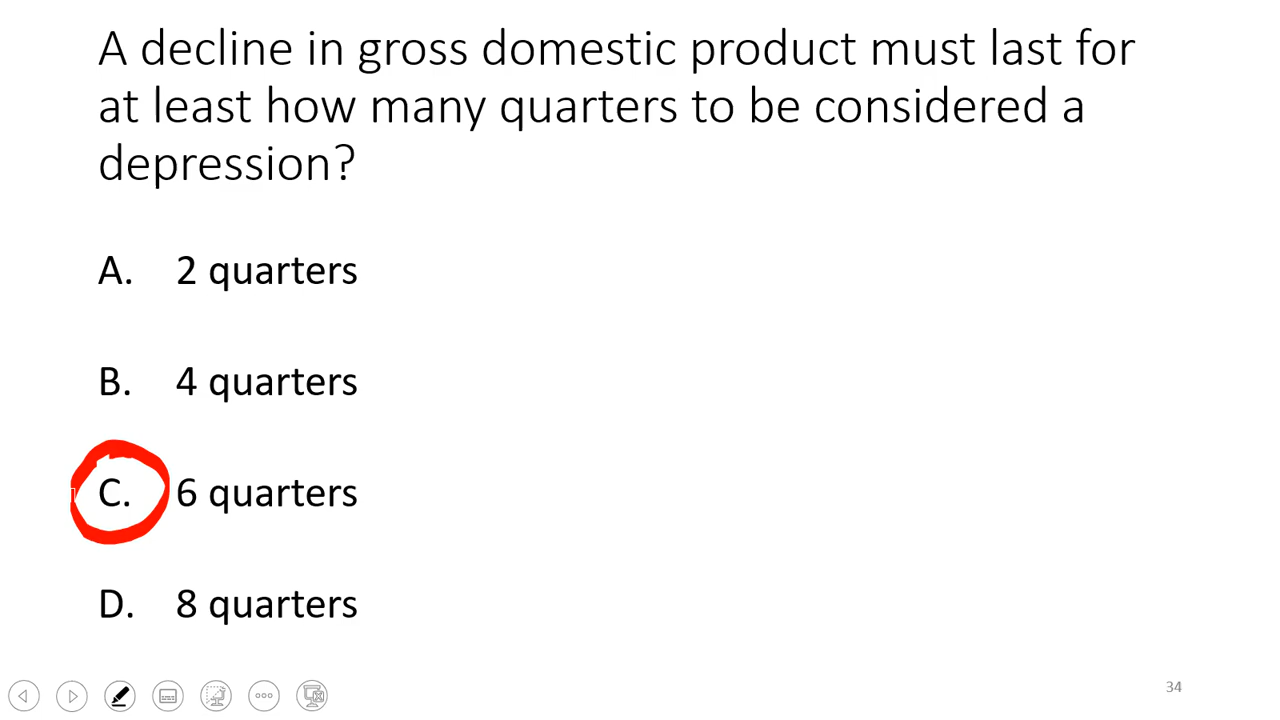 A decline in gross domestic product must last for
at least how many quarters to be considered a
depression?
A. 2 quarters
B. 4 quarters
C. 6 quarters
D. 8 quarters
34